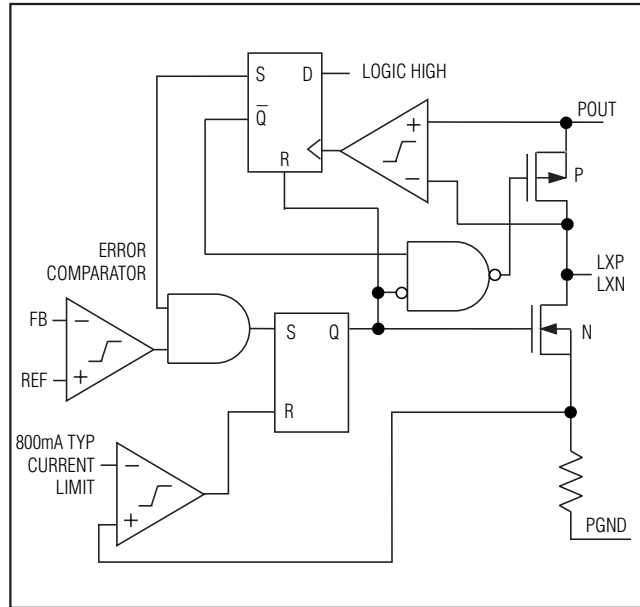 S D LOGIC HIGH
Q
R
+
−
POUT
P
ERROR
COMPARATOR
LXP
LXN
FB −
REF +
S Q
R
N
800mA TYP
CURRENT
LIMIT
−
+
PGND